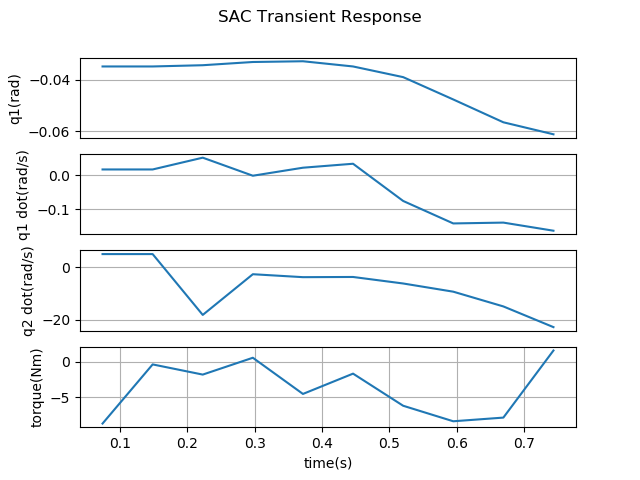 SAC Transient Response
q1(rad)
−0.04
−0.06
q1 dot(rad/s)
0.0
−0.1
q2 dot(rad/s)
0
−20
torque(Nm)
0
−5
0.1 0.2 0.3 0.4 0.5 0.6 0.7
time(s)